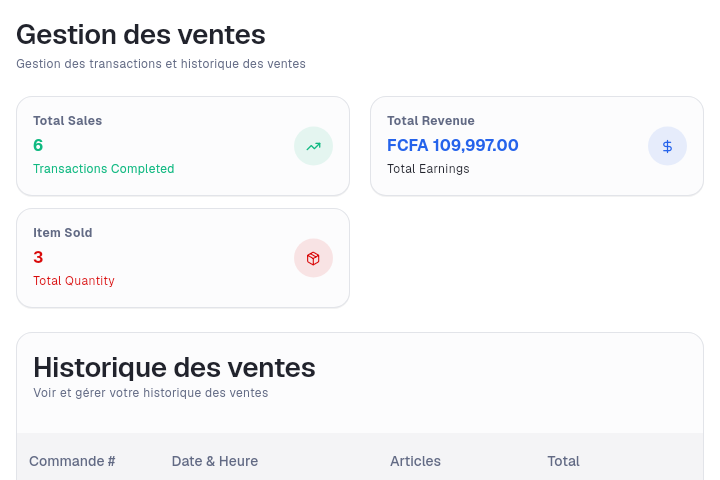 Gestion des ventes
Gestion des transactions et historique des ventes
Total Sales
6
Transactions Completed
Total Revenue
FCFA 109,997.00
Total Earnings
Item Sold
3
Total Quantity
Historique des ventes
Voir et gérer votre historique des ventes
Commande # Date & Heure Articles Total